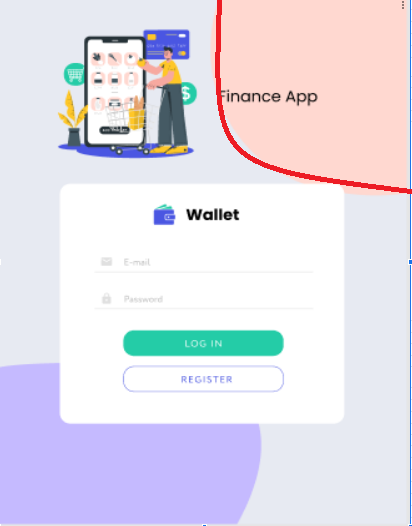 Finance App
Wallet
E-mail
Password
LOG IN
REGISTER